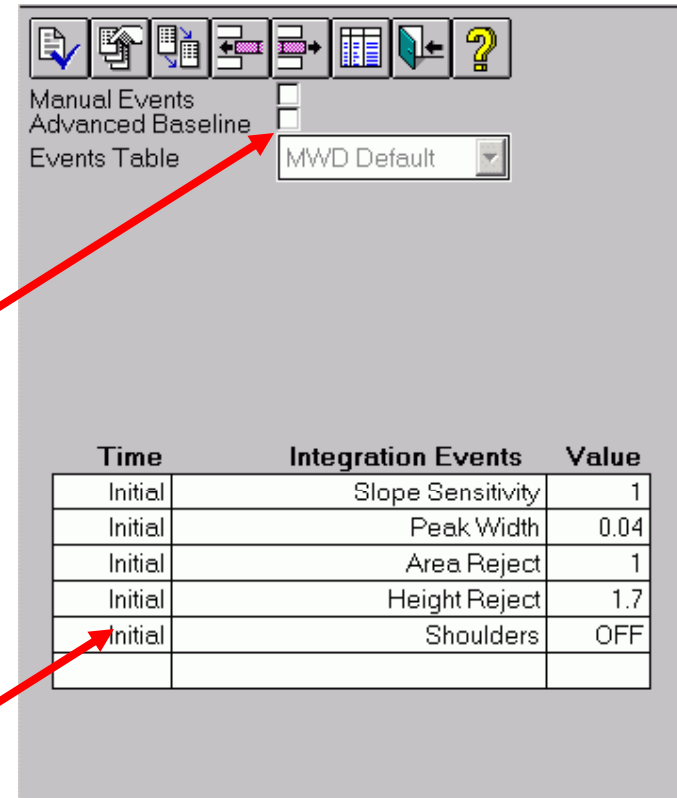 Manual Events
Advanced Baseline
Events Table MWD Default
Time Integration Events Value
Initial Slope Sensitivity 1
Initial Peak Width 0.04
Initial Area Reject 1
Initial Height Reject 1.7
Initial Shoulders OFF